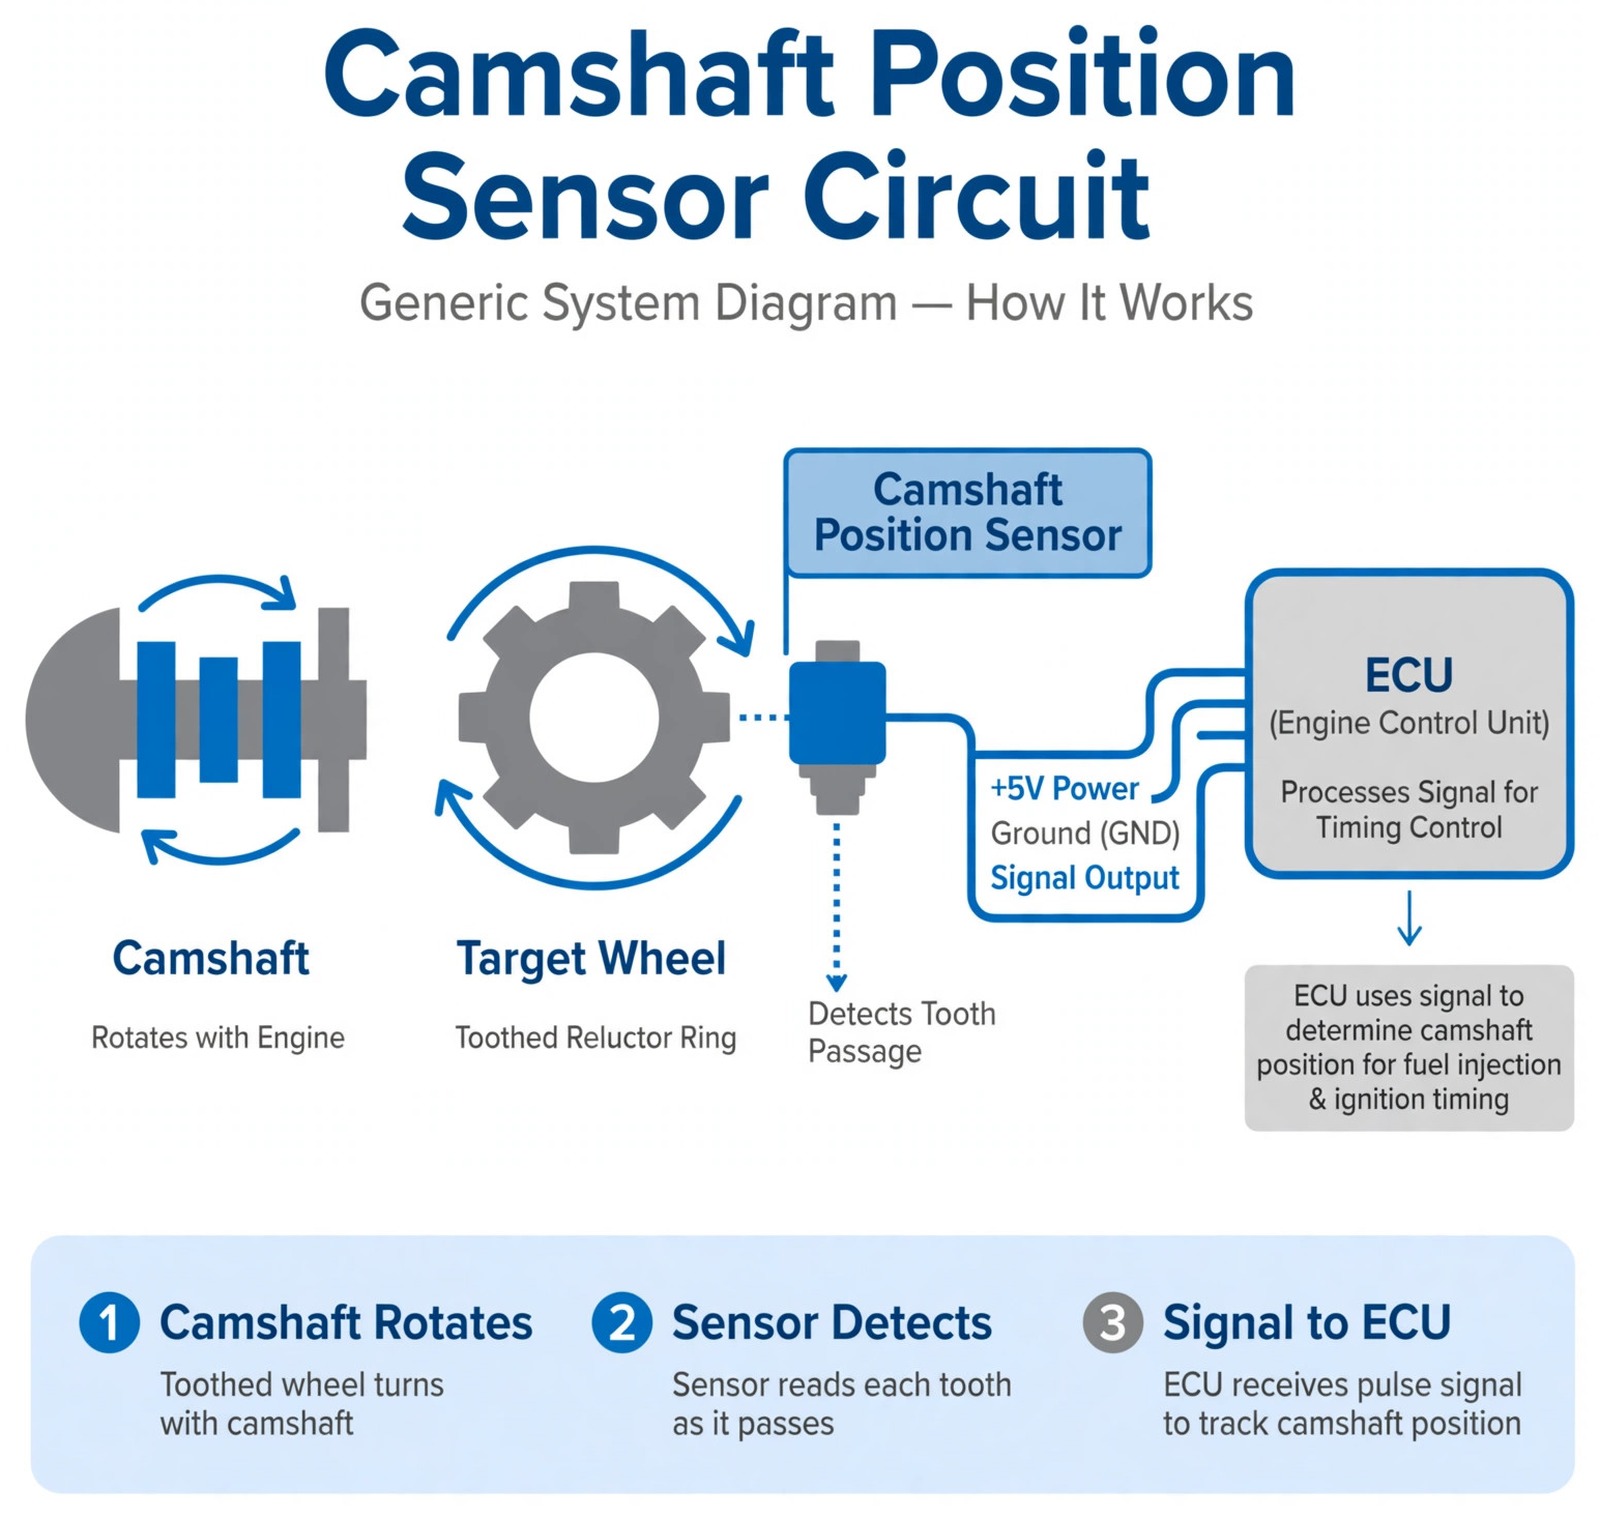 Camshaft Position
Sensor Circuit
Generic System Diagram — How It Works
Camshaft
Position Sensor
ECU
(Engine Control Unit)
Processes Signal for
Timing Control
+5V Power
Ground (GND)
Signal Output
Camshaft
Rotates with Engine
Target Wheel
Toothed Reluctor Ring
Detects Tooth
Passage
ECU uses signal to
determine camshaft
position for fuel injection
& ignition timing
1 Camshaft Rotates
Toothed wheel turns
with camshaft
2 Sensor Detects
Sensor reads each tooth
as it passes
3 Signal to ECU
ECU receives pulse signal
to track camshaft position